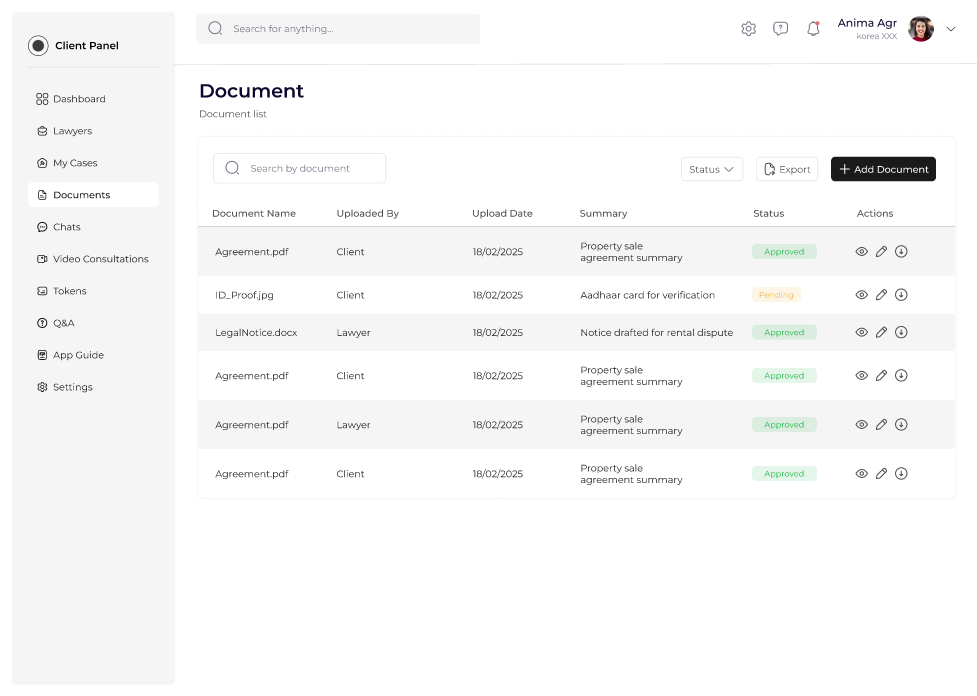 Client Panel
Search for anything...
Anima Agr
korea XXX
Dashboard
Lawyers
My Cases
Documents
Chats
Video Consultations
Tokens
Q&A
App Guide
Settings
Document
Document list
Search by document
Status
Export
Add Document
Document Name Uploaded By Upload Date Summary Status Actions
Agreement.pdf Client 18/02/2025 Property sale
agreement summary Approved
ID_Proof.jpg Client 18/02/2025 Aadhaar card for verification Pending
LegalNotice.docx Lawyer 18/02/2025 Notice drafted for rental dispute Approved
Agreement.pdf Client 18/02/2025 Property sale
agreement summary Approved
Agreement.pdf Lawyer 18/02/2025 Property sale
agreement summary Approved
Agreement.pdf Client 18/02/2025 Property sale
agreement summary Approved